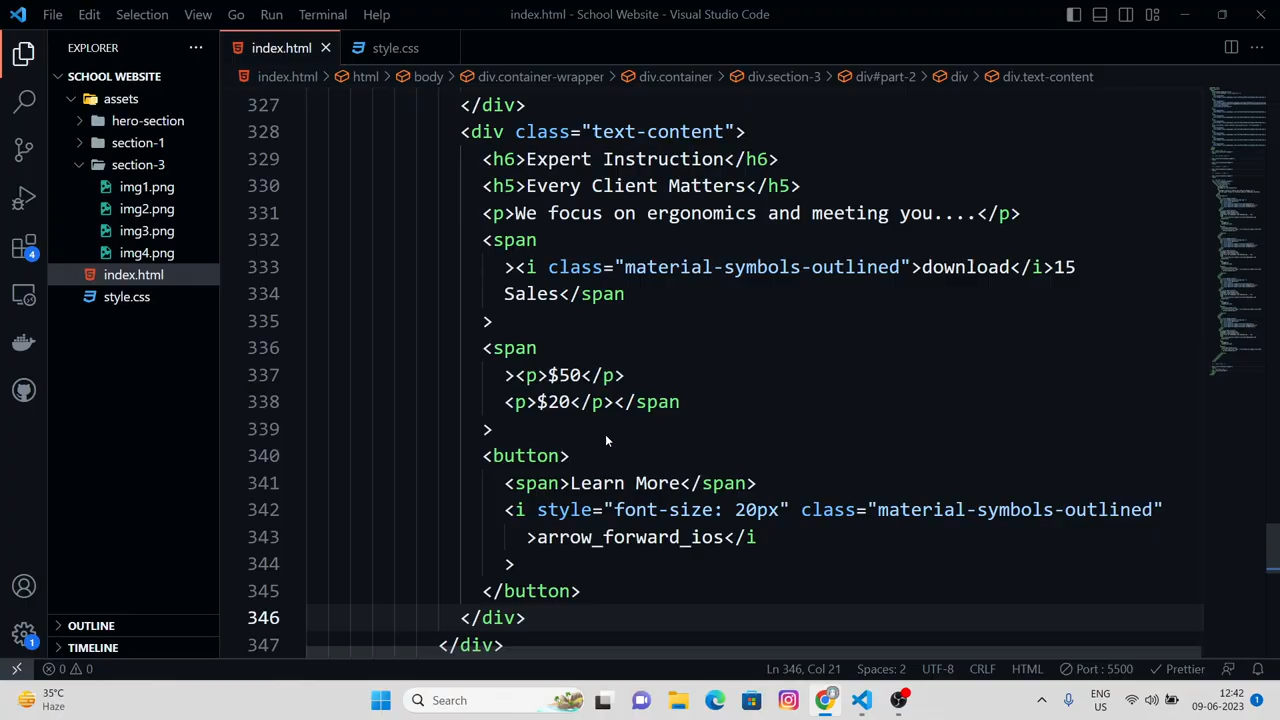 File Edit Selection View Go Run Terminal Help
index.html - School Website - Visual Studio Code
EXPLORER
index.html
style.css
SCHOOL WEBSITE
index.html > html > body > div.container-wrapper > div.container > div.section-3 > div#part-2 > div > div.text-content
assets
hero-section
section-1
section-3
img1.png
img2.png
img3.png
img4.png
index.html
style.css
OUTLINE
TIMELINE
327 </div>
328 <div class="text-content">
329 <h6>Expert Instruction</h6>
330 <h5>Every Client Matters</h5>
331 <p>We focus on ergonomics and meeting you....</p>
332 <span
333 ><i class="material-symbols-outlined">download</i>15
334 Sales</span
335 >
336 <span
337 ><p>$50</p>
338 <p>$20</p></span
339 >
340 <button>
341 <span>Learn More</span>
342 <i style="font-size: 20px" class="material-symbols-outlined"
343 >arrow_forward_ios</i
344 >
345 </button>
346 </div>
347 </div>
4
1
0 0
Ln 346, Col 21 Spaces: 2 UTF-8 CRLF HTML Port : 5500 Prettier
35°C
Haze
Search
ENG
US
12:42
09-06-2023
1